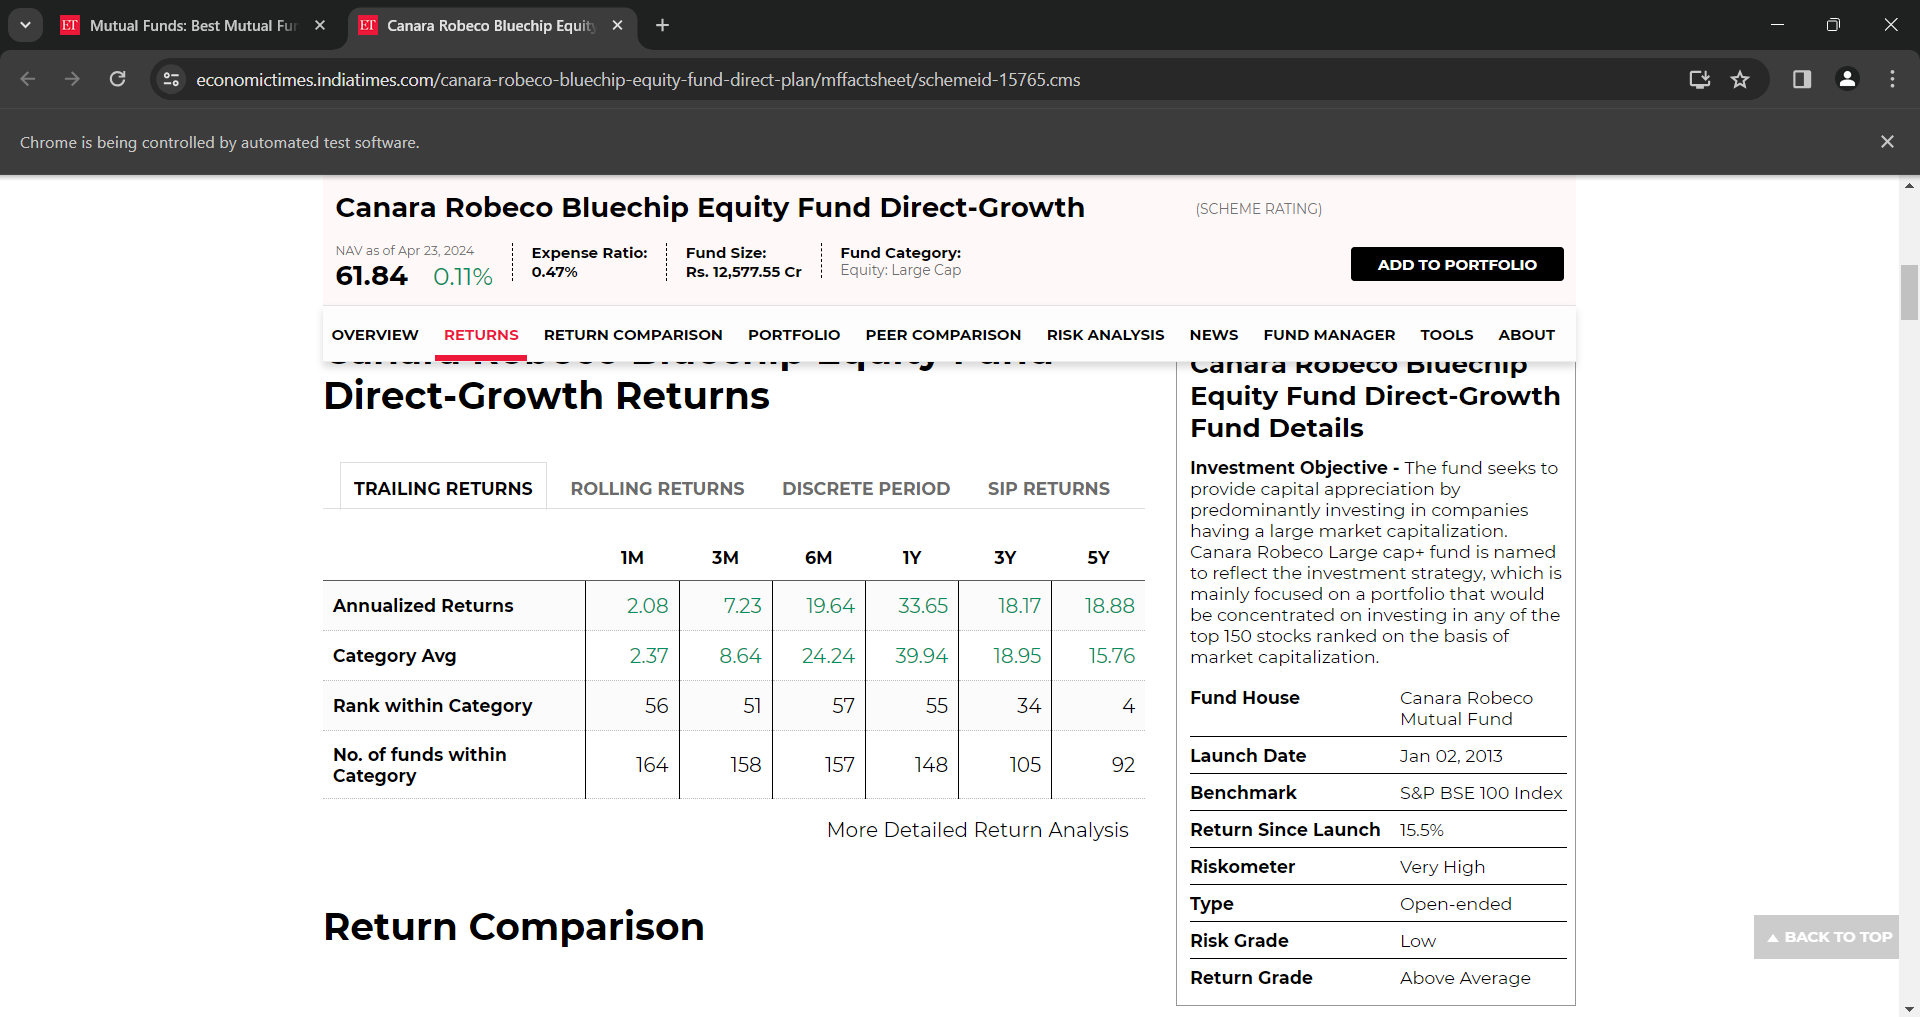 Mutual Funds: Best Mutual Fun
Canara Robeco Bluechip Equity
economictimes.indiatimes.com/canara-robeco-bluechip-equity-fund-direct-plan/mffactsheet/schemeid-15765.cms
Chrome is being controlled by automated test software.
Canara Robeco Bluechip Equity Fund Direct-Growth
(SCHEME RATING)
NAV as of Apr 23, 2024
61.84 0.11%
Expense Ratio:
0.47%
Fund Size:
Rs. 12,577.55 Cr
Fund Category:
Equity: Large Cap
ADD TO PORTFOLIO
OVERVIEW RETURNS RETURN COMPARISON PORTFOLIO PEER COMPARISON RISK ANALYSIS NEWS FUND MANAGER TOOLS ABOUT
Canara Robeco Bluechip Equity Fund
Direct-Growth Returns
TRAILING RETURNS ROLLING RETURNS DISCRETE PERIOD SIP RETURNS
1M 3M 6M 1Y 3Y 5Y
Annualized Returns 2.08 7.23 19.64 33.65 18.17 18.88
Category Avg 2.37 8.64 24.24 39.94 18.95 15.76
Rank within Category 56 51 57 55 34 4
No. of funds within
Category 164 158 157 148 105 92
More Detailed Return Analysis
Return Comparison
Canara Robeco Bluechip
Equity Fund Direct-Growth
Fund Details
Investment Objective - The fund seeks to
provide capital appreciation by
predominantly investing in companies
having a large market capitalization.
Canara Robeco Large cap+ fund is named
to reflect the investment strategy, which is
mainly focused on a portfolio that would
be concentrated on investing in any of the
top 150 stocks ranked on the basis of
market capitalization.
Fund House Canara Robeco
Mutual Fund
Launch Date Jan 02, 2013
Benchmark S&P BSE 100 Index
Return Since Launch 15.5%
Riskometer Very High
Type Open-ended
Risk Grade Low
Return Grade Above Average
BACK TO TOP